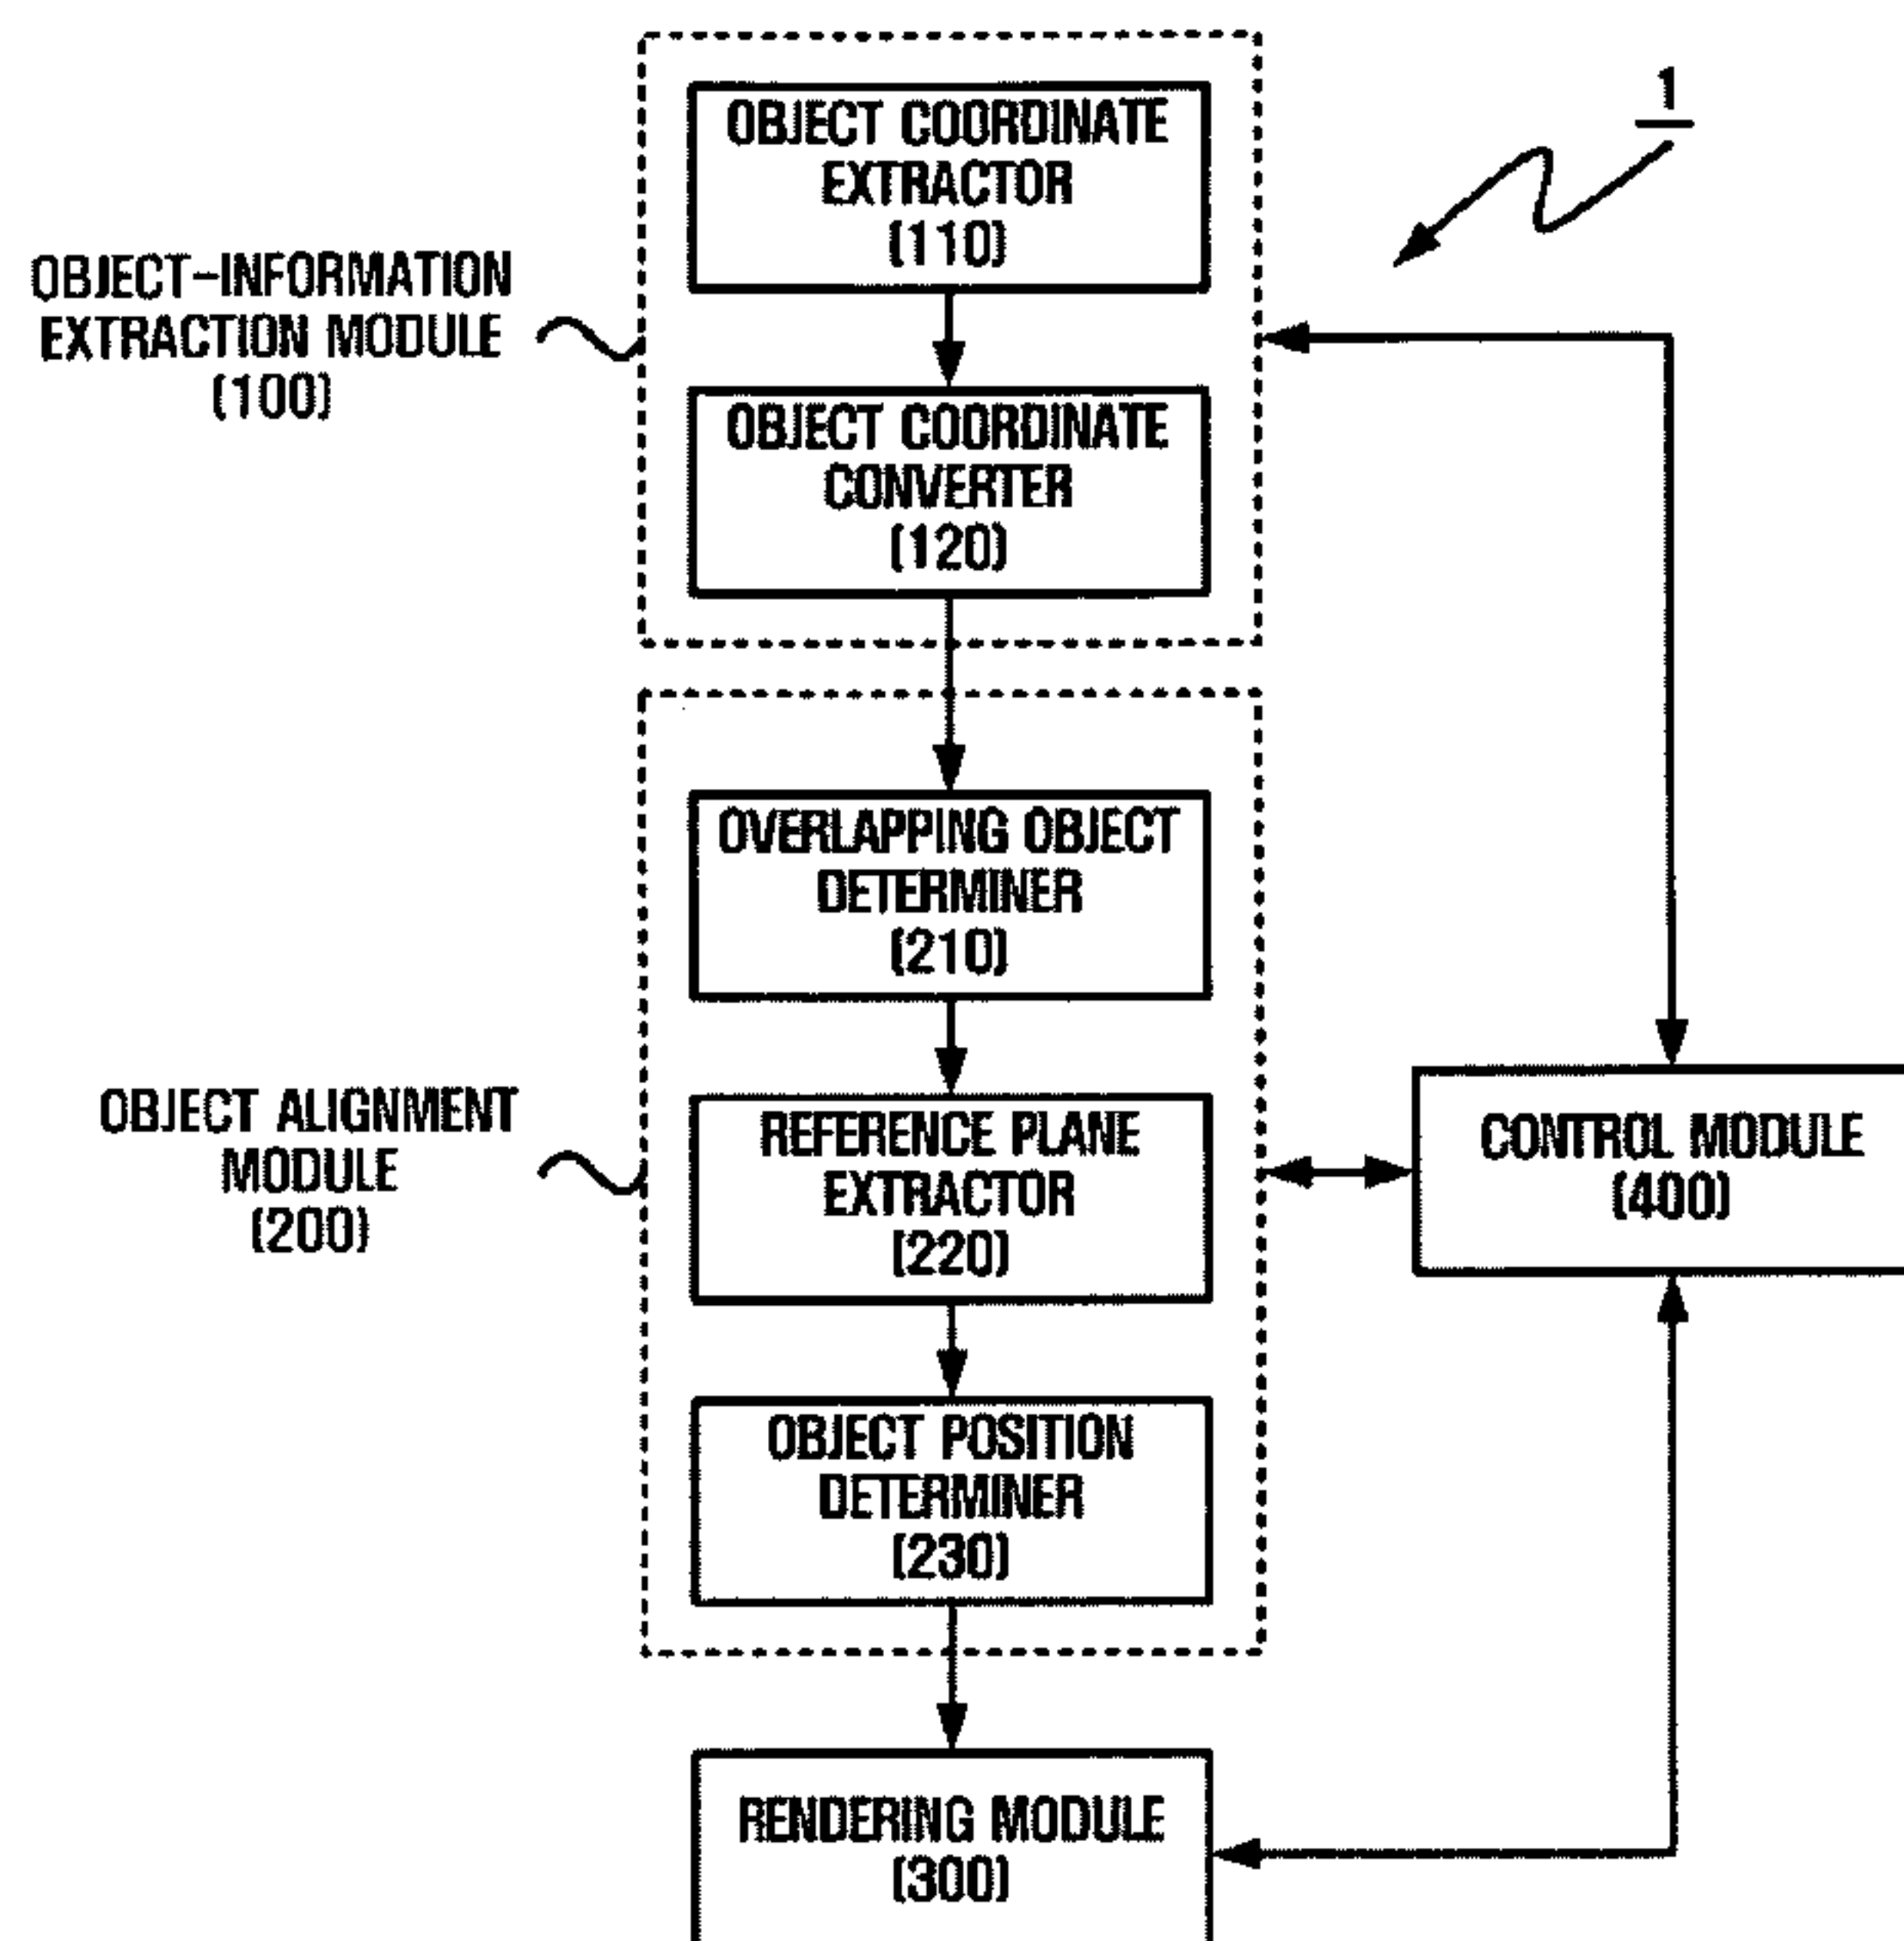 1
OBJECT COORDINATE
EXTRACTOR
(110)
OBJECT-INFORMATION
EXTRACTION MODULE
(100)
OBJECT COORDINATE
CONVERTER
(120)
OVERLAPPING OBJECT
DETERMINER
(210)
OBJECT ALIGNMENT
MODULE
(200)
REFERENCE PLANE
EXTRACTOR
(220)
CONTROL MODULE
(400)
OBJECT POSITION
DETERMINER
(230)
RENDERING MODULE
(300)